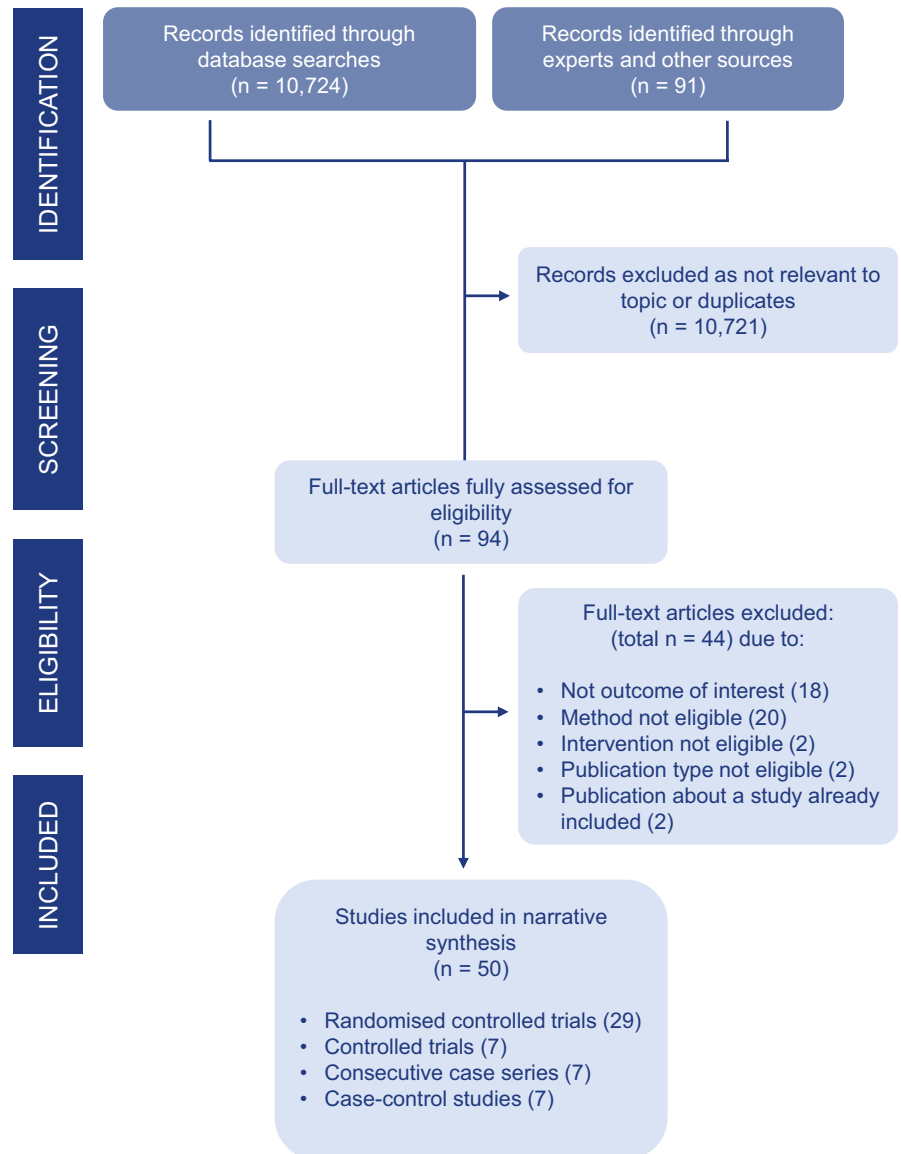 IDENTIFICATION
Records identified through
database searches
(n = 10,724)
Records identified through
experts and other sources
(n = 91)
SCREENING
Records excluded as not relevant to
topic or duplicates
(n = 10,721)
Full-text articles fully assessed for
eligibility
(n = 94)
ELIGIBILITY
Full-text articles excluded:
(total n = 44) due to:
• Not outcome of interest (18)
• Method not eligible (20)
• Intervention not eligible (2)
• Publication type not eligible (2)
• Publication about a study already
included (2)
INCLUDED
Studies included in narrative
synthesis
(n = 50)
• Randomised controlled trials (29)
• Controlled trials (7)
• Consecutive case series (7)
• Case-control studies (7)